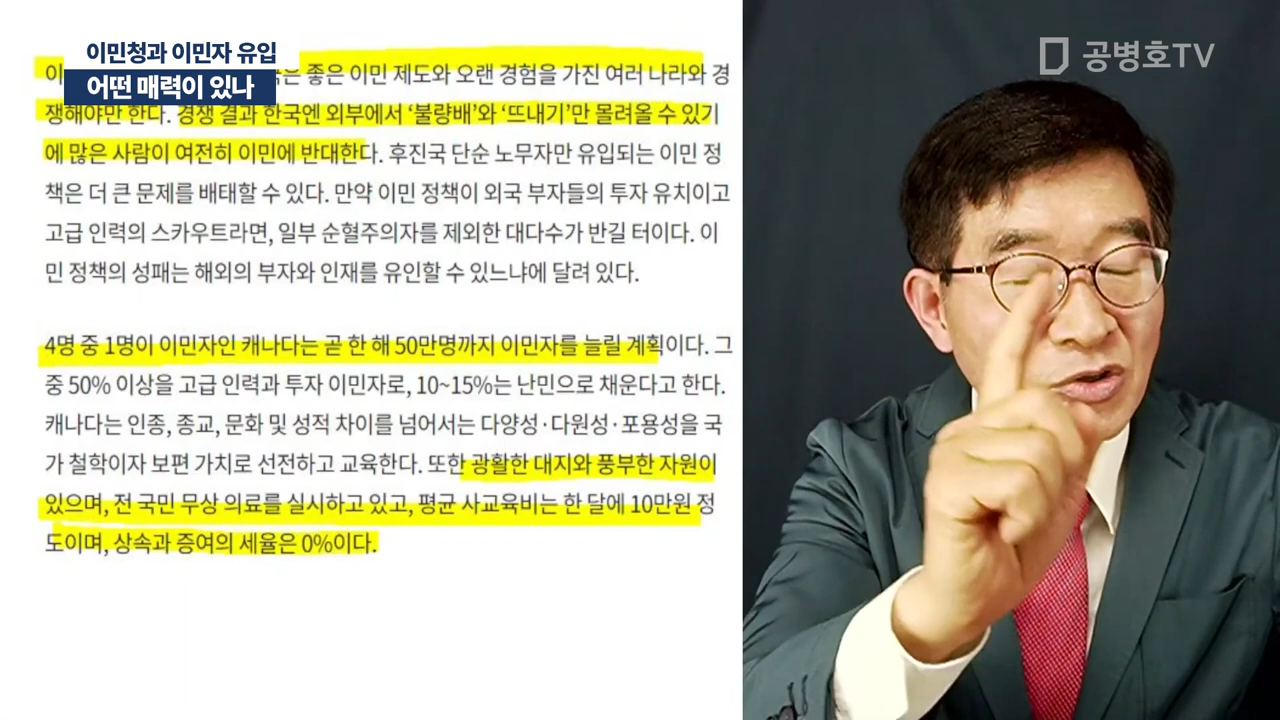 이민청과 이민자 유입
어떤 매력이 있나
공병호TV
좋은 이민 제도와 오랜 경험을 가진 여러 나라와 경
쟁해야만 한다. 경쟁 결과 한국엔 외부에서 ‘불량배’와 ‘뜨내기’만 몰려올 수 있기
에 많은 사람이 여전히 이민에 반대한다. 후진국 단순 노무자만 유입되는 이민 정
책은 더 큰 문제를 배태할 수 있다. 만약 이민 정책이 외국 부자들의 투자 유치이고
고급 인력의 스카우트라면, 일부 순혈주의자를 제외한 대다수가 반길 터이다. 이
민 정책의 성패는 해외의 부자와 인재를 유인할 수 있느냐에 달려 있다.
4명 중 1명이 이민자인 캐나다는 곧 한 해 50만명까지 이민자를 늘릴 계획이다. 그
중 50% 이상을 고급 인력과 투자 이민자로, 10~15%는 난민으로 채운다고 한다.
캐나다는 인종, 종교, 문화 및 성적 차이를 넘어서는 다양성·다원성·포용성을 국
가 철학이자 보편 가치로 선전하고 교육한다. 또한 광활한 대지와 풍부한 자원이
있으며, 전 국민 무상 의료를 실시하고 있고, 평균 사교육비는 한 달에 10만원 정
도이며, 상속과 증여의 세율은 0%이다.